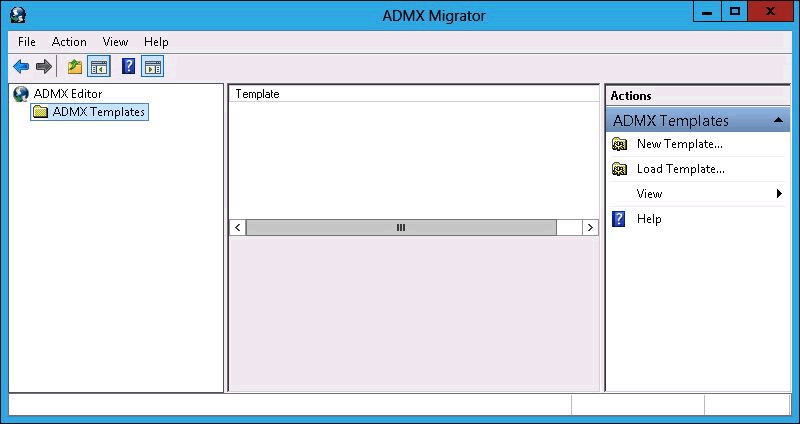 ADMX Migrator
File Action View Help
ADMX Editor
ADMX Templates
Template
Actions
ADMX Templates
New Template...
Load Template...
View
Help